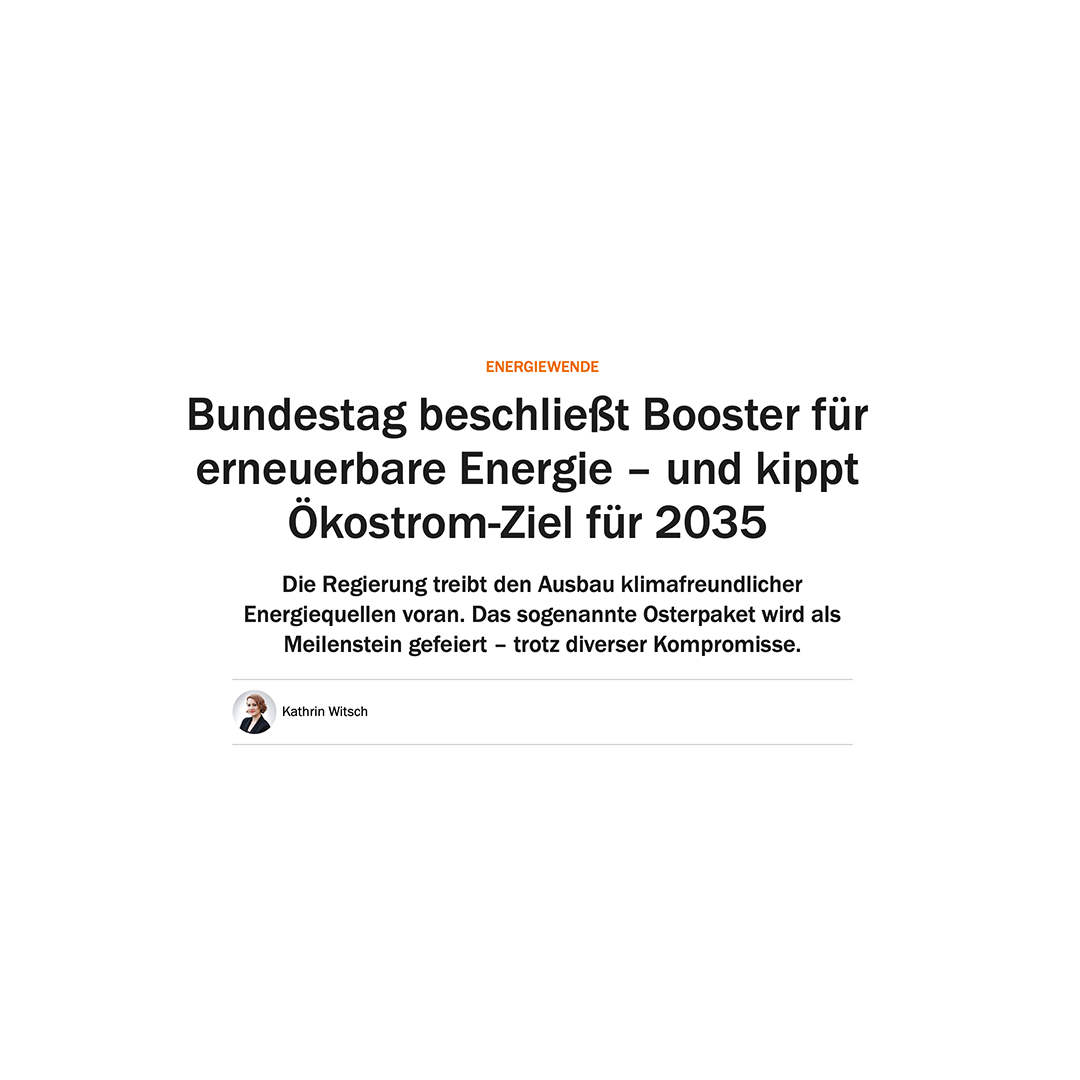 ENERGIEWENDE
Bundestag beschließt Booster für
erneuerbare Energie – und kippt
Ökostrom-Ziel für 2035
Die Regierung treibt den Ausbau klimafreundlicher
Energiequellen voran. Das sogenannte Osterpaket wird als
Meilenstein gefeiert – trotz diverser Kompromisse.
Kathrin Witsch